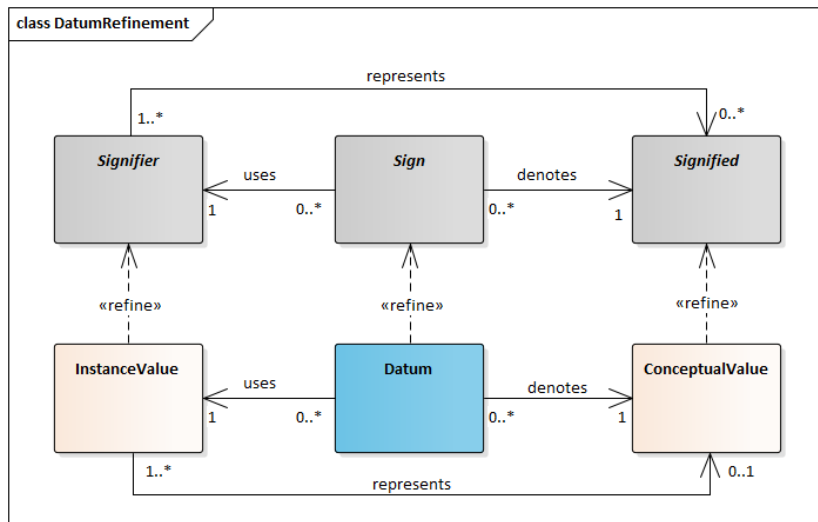 class DatumRefinement
represents
1..*
0..*
Signifier
Sign
Signified
uses
denotes
1
0..*
0..*
1
«refine»
«refine»
«refine»
InstanceValue
Datum
ConceptualValue
uses
denotes
1
0..*
0..*
1
1..*
0..1
represents